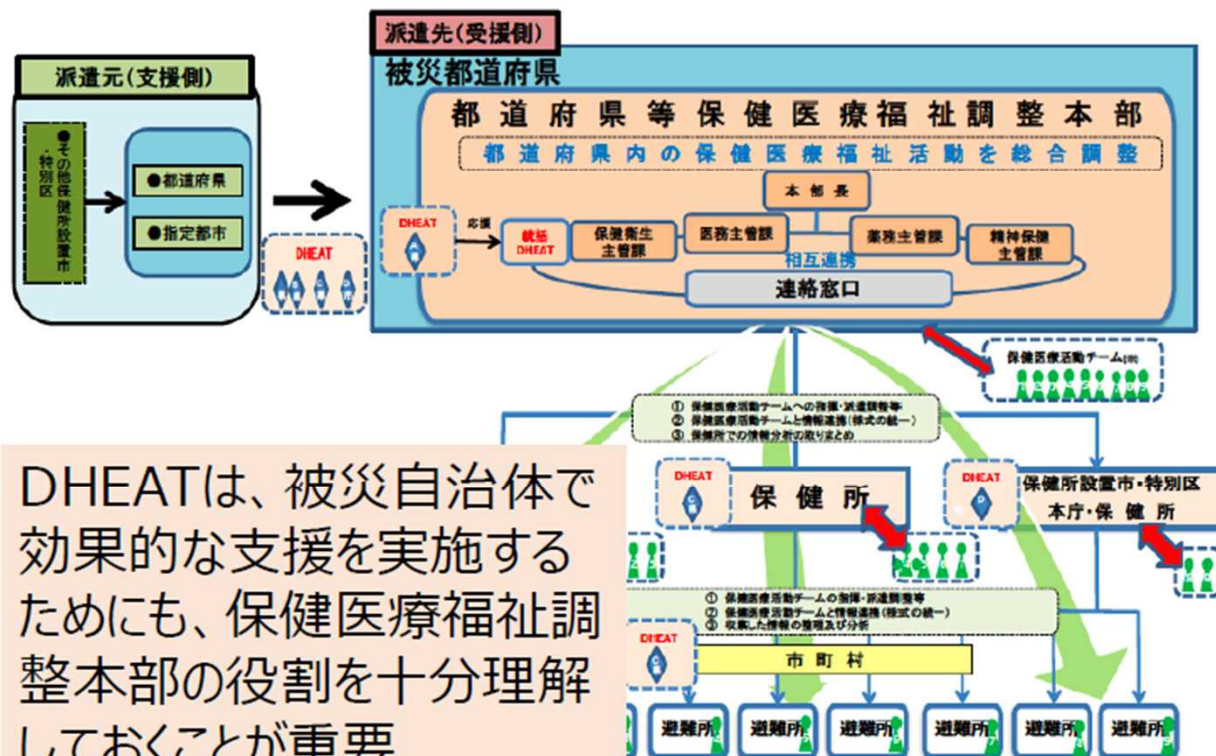 派遣先(受援側)
派遣元(支援側)
被災都道府県
都道府県等保健医療福祉調整本部
都道府県内の保健医療福祉活動を総合調整
●その他保健所設置市・特別区
●都道府県
●指定都市
本部長
DHEAT
応援
統括DHEAT
保健衛生主管課
医務主管課
薬務主管課
精神保健主管課
相互連携
連絡窓口
DHEAT
保健医療活動チーム(※)
① 保健医療活動チームへの指揮・派遣調整等
② 保健医療活動チームと情報連携(様式の統一)
③ 保健所での情報分析の取りまとめ
DHEAT
保健所
DHEAT
保健所設置市・特別区
本庁・保健所
① 保健医療活動チームの指揮・派遣調整等
② 保健医療活動チームと情報連携(様式の統一)
③ 収集した情報の整理及び分析
DHEAT
市町村
避難所
避難所
避難所
避難所
避難所
避難所
DHEATは、被災自治体で
効果的な支援を実施する
ためにも、保健医療福祉調
整本部の役割を十分理解
しておくことが重要